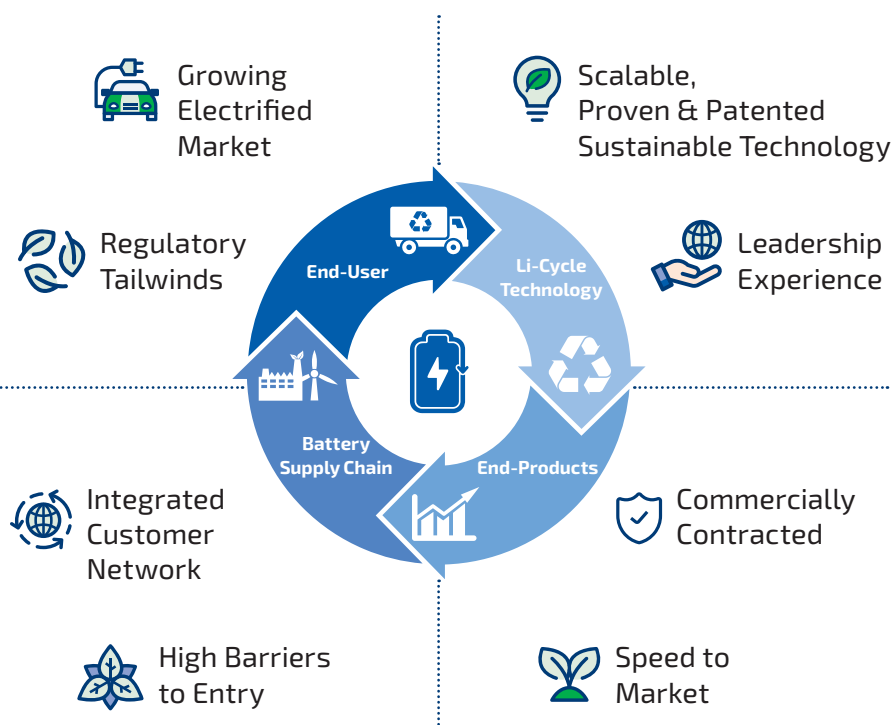 Growing
Electrified
Market
Scalable,
Proven & Patented
Sustainable Technology
Regulatory
Tailwinds
Leadership
Experience
End-User
Li-Cycle
Technology
Battery
Supply Chain
End-Products
Integrated
Customer
Network
Commercially
Contracted
High Barriers
to Entry
Speed to
Market